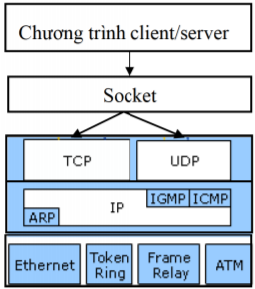 Chương trình client/server
Socket
TCP
UDP
IP
IGMP
ICMP
ARP
Ethernet
Token
Ring
Frame
Relay
ATM